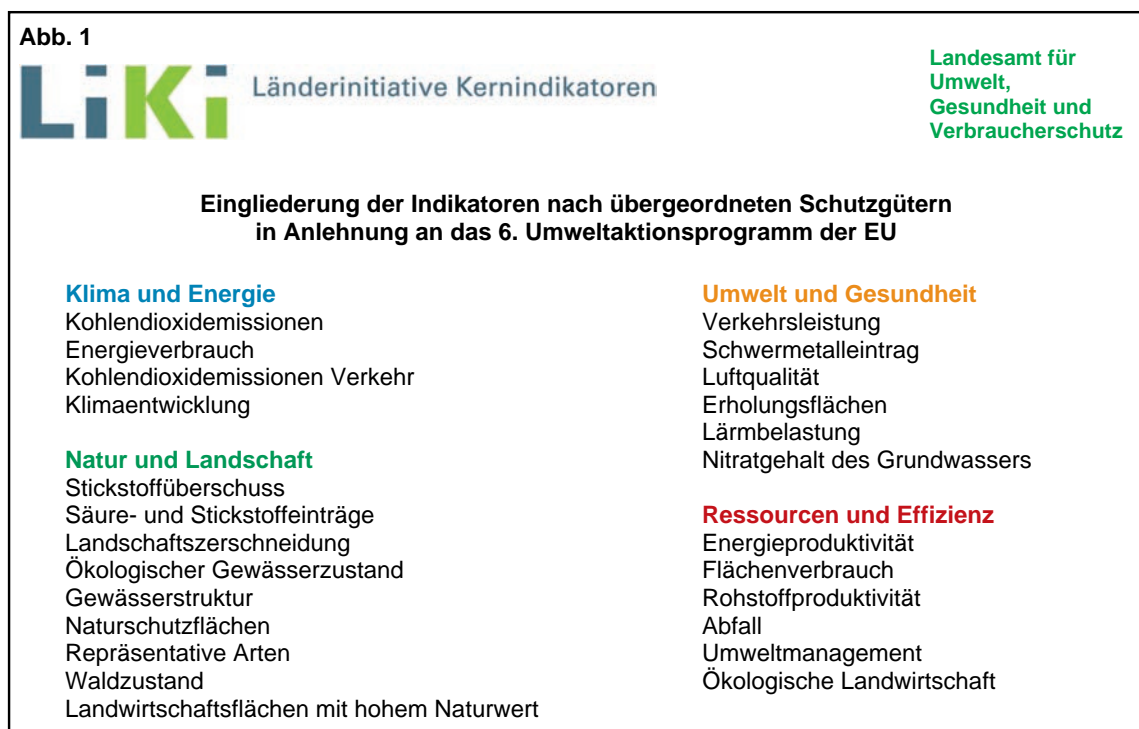 Abb. 1
LiKi Länderinitiative Kernindikatoren
Landesamt für
Umwelt,
Gesundheit und
Verbraucherschutz
Eingliederung der Indikatoren nach übergeordneten Schutzgütern
in Anlehnung an das 6. Umweltaktionsprogramm der EU
Klima und Energie
Kohlendioxidemissionen
Energieverbrauch
Kohlendioxidemissionen Verkehr
Klimaentwicklung
Natur und Landschaft
Stickstoffüberschuss
Säure- und Stickstoffeinträge
Landschaftszerschneidung
Ökologischer Gewässerzustand
Gewässerstruktur
Naturschutzflächen
Repräsentative Arten
Waldzustand
Landwirtschaftsflächen mit hohem Naturwert
Umwelt und Gesundheit
Verkehrsleistung
Schwermetalleintrag
Luftqualität
Erholungsflächen
Lärmbelastung
Nitratgehalt des Grundwassers
Ressourcen und Effizienz
Energieproduktivität
Flächenverbrauch
Rohstoffproduktivität
Abfall
Umweltmanagement
Ökologische Landwirtschaft